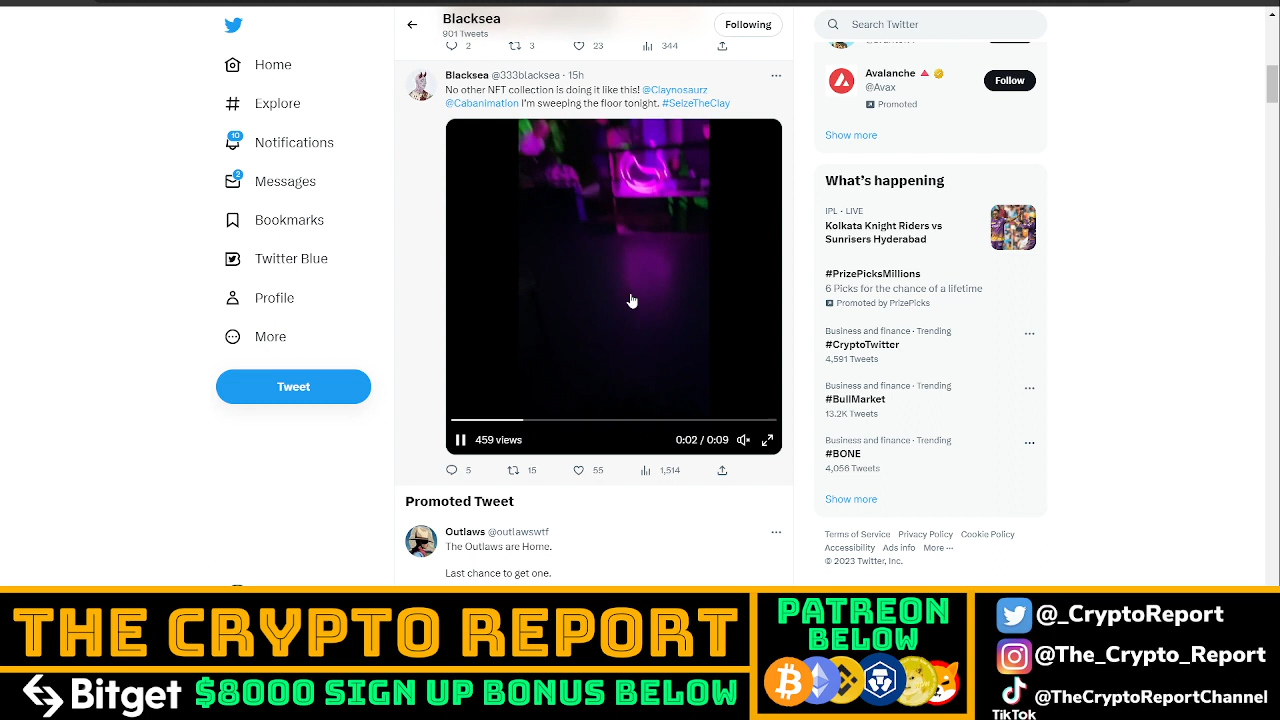 Blacksea
901 Tweets
Following
2 3 23 344
Home
Explore
10
Notifications
2
Messages
Bookmarks
Twitter Blue
Profile
More
Tweet
Blacksea @333blacksea · 15h
No other NFT collection is doing it like this! @Claynosaurz
@Cabanimation I'm sweeping the floor tonight. #SeizeTheClay
459 views
0:02 / 0:09
5 15 55 1,514
Promoted Tweet
Outlaws @outlawswtf
The Outlaws are Home.
Last chance to get one.
Search Twitter
Avalanche
@Avax
Promoted
Follow
Show more
What's happening
IPL · LIVE
Kolkata Knight Riders vs
Sunrisers Hyderabad
#PrizePicksMillions
6 Picks for the chance of a lifetime
Promoted by PrizePicks
Business and finance · Trending
#CryptoTwitter
4,591 Tweets
Business and finance · Trending
#BullMarket
13.2K Tweets
Business and finance · Trending
#BONE
4,056 Tweets
Show more
Terms of Service Privacy Policy Cookie Policy
Accessibility Ads info More ···
© 2023 Twitter, Inc.
THE CRYPTO REPORT
Bitget $8000 SIGN UP BONUS BELOW
PATREON
BELOW
@_CryptoReport
@The_Crypto_Report
@TheCryptoReportChannel
TikTok